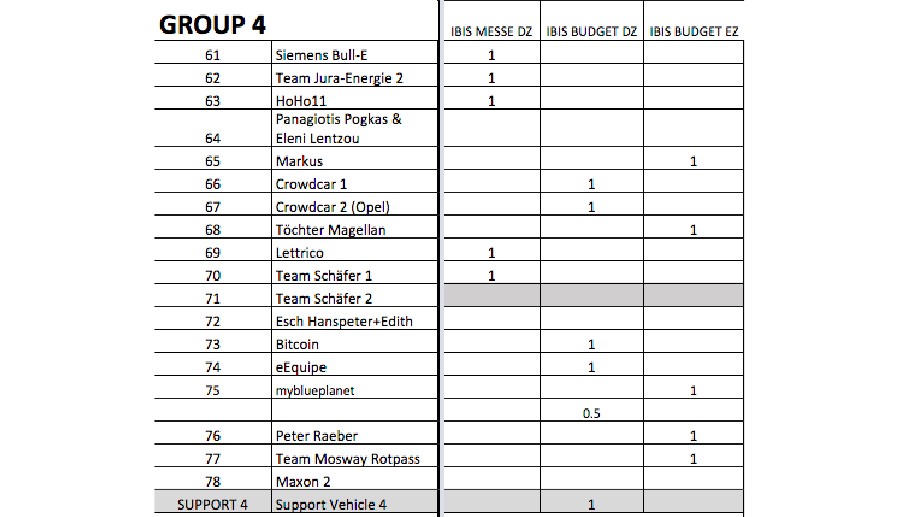 GROUP 4 IBIS MESSE DZ IBIS BUDGET DZ IBIS BUDGET EZ
61 Siemens Bull-E 1
62 Team Jura-Energie 2 1
63 HoHo11 1
Panagiotis Pogkas &
64 Eleni Lentzou
65 Markus 1
66 Crowdcar 1 1
67 Crowdcar 2 (Opel) 1
68 Töchter Magellan 1
69 Lettrico 1
70 Team Schäfer 1 1
71 Team Schäfer 2
72 Esch Hanspeter+Edith
73 Bitcoin 1
74 eEquipe 1
75 myblueplanet 1
0.5
76 Peter Raeber 1
77 Team Mosway Rotpass 1
78 Maxon 2
SUPPORT 4 Support Vehicle 4 1